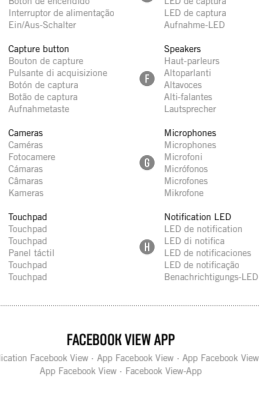 Botón de encendido
Interruptor de alimentação
Ein/Aus-Schalter
LED de captura
LED de captura
Aufnahme-LED
Capture button
Bouton de capture
Pulsante di acquisizione
Botón de captura
Botão de captura
Aufnahmetaste
F
Speakers
Haut-parleurs
Altoparlanti
Altavoces
Alti-falantes
Lautsprecher
Cameras
Caméras
Fotocamere
Cámaras
Câmaras
Kameras
G
Microphones
Microphones
Microfoni
Micrófonos
Microfones
Mikrofone
Touchpad
Touchpad
Touchpad
Panel táctil
Touchpad
Touchpad
H
Notification LED
LED de notification
LED di notifica
LED de notificaciones
LED de notificação
Benachrichtigungs-LED
FACEBOOK VIEW APP
Facebook View · App Facebook View · App Facebook View
App Facebook View · Facebook View-App